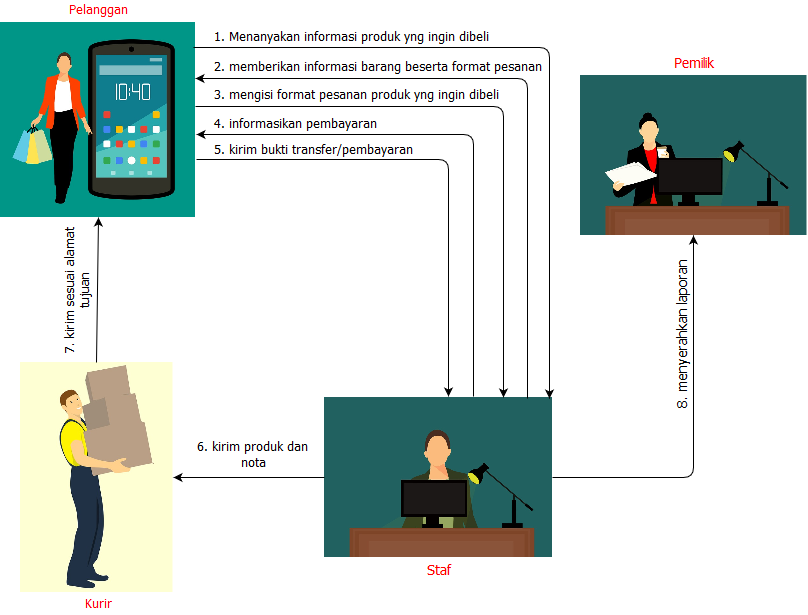 Pelanggan
10:40
1. Menanyakan informasi produk yng ingin dibeli
2. memberikan informasi barang beserta format pesanan
3. mengisi format pesanan produk yng ingin dibeli
4. informasikan pembayaran
5. kirim bukti transfer/pembayaran
Pemilik
7. kirim sesuai alamat
tujuan
8. menyerahkan laporan
6. kirim produk dan
nota
Staf
Kurir